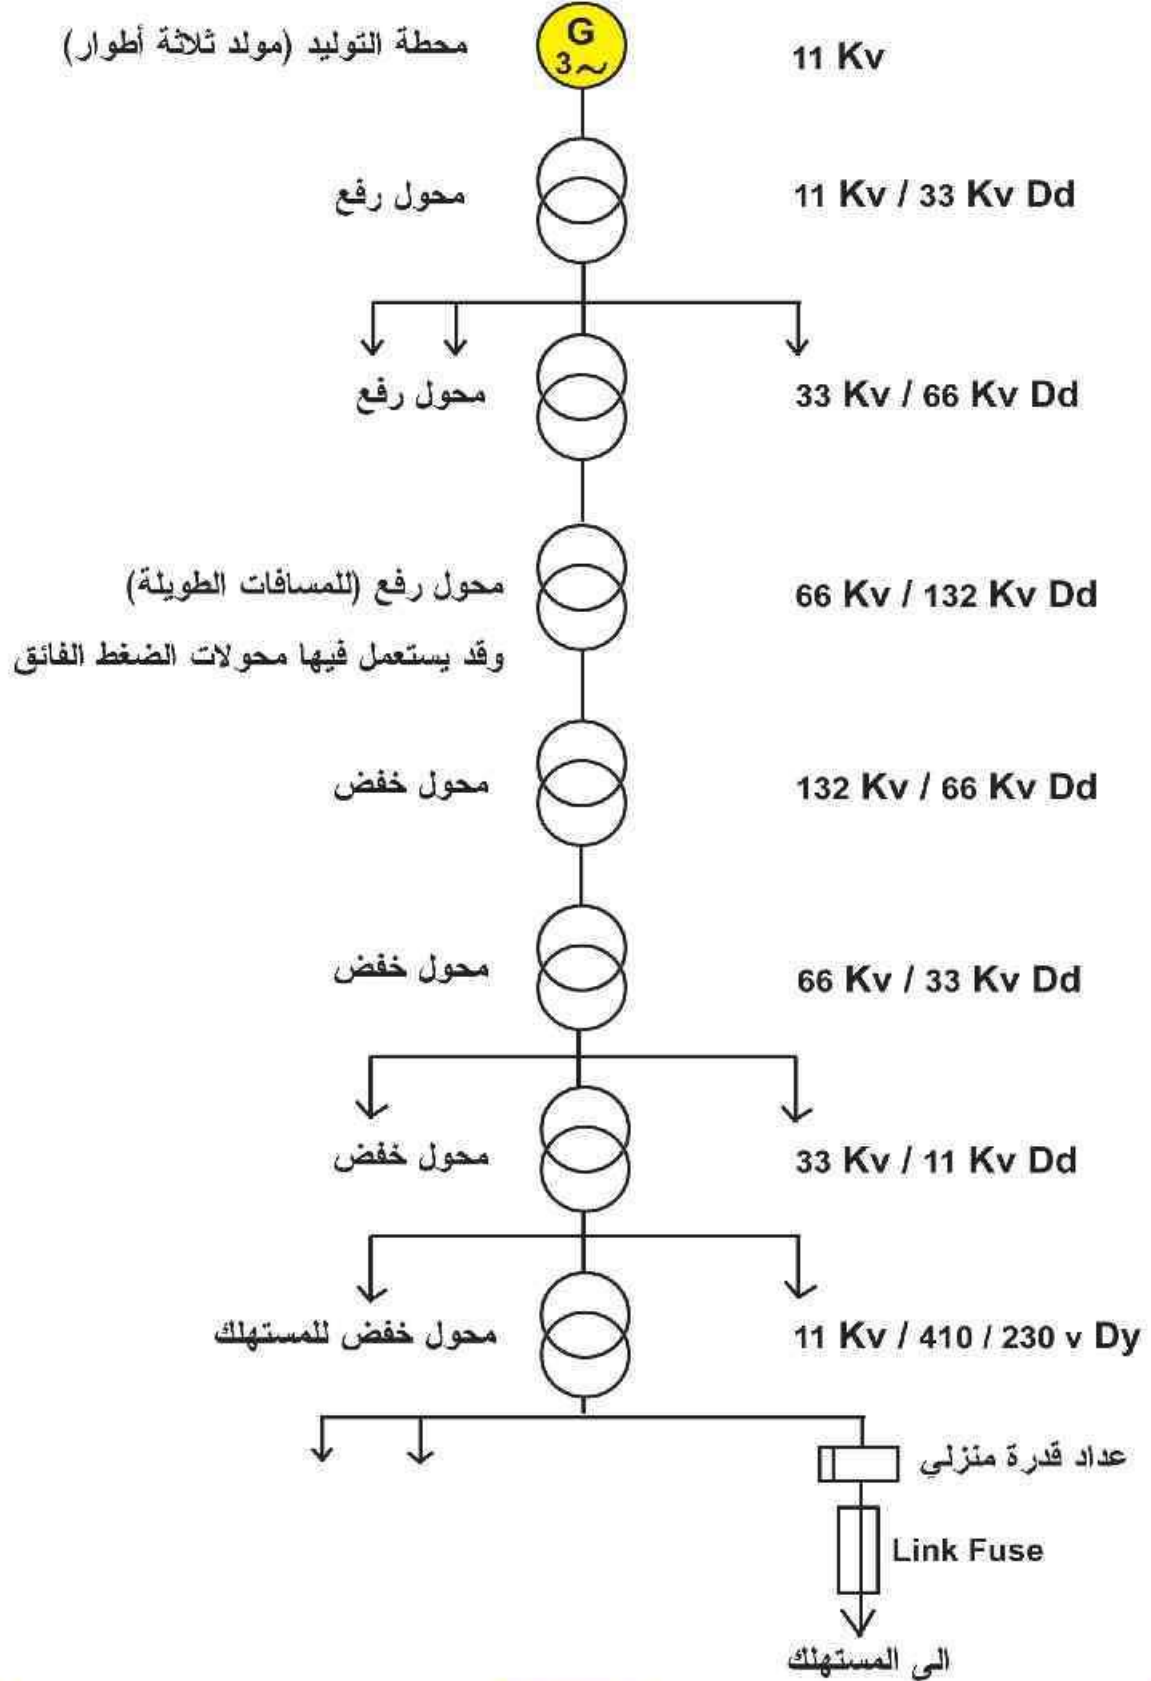 محطة التوليد (مولد ثلاثة أطوار)
G
3~
11 Kv
محول رفع
11 Kv / 33 Kv Dd
محول رفع
33 Kv / 66 Kv Dd
محول رفع (للمسافات الطويلة)
66 Kv / 132 Kv Dd
وقد يستعمل فيها محولات الضغط الفائق
محول خفض
132 Kv / 66 Kv Dd
محول خفض
66 Kv / 33 Kv Dd
محول خفض
33 Kv / 11 Kv Dd
محول خفض للمستهلك
11 Kv / 410 / 230 v Dy
عداد قدرة منزلي
Link Fuse
الى المستهلك